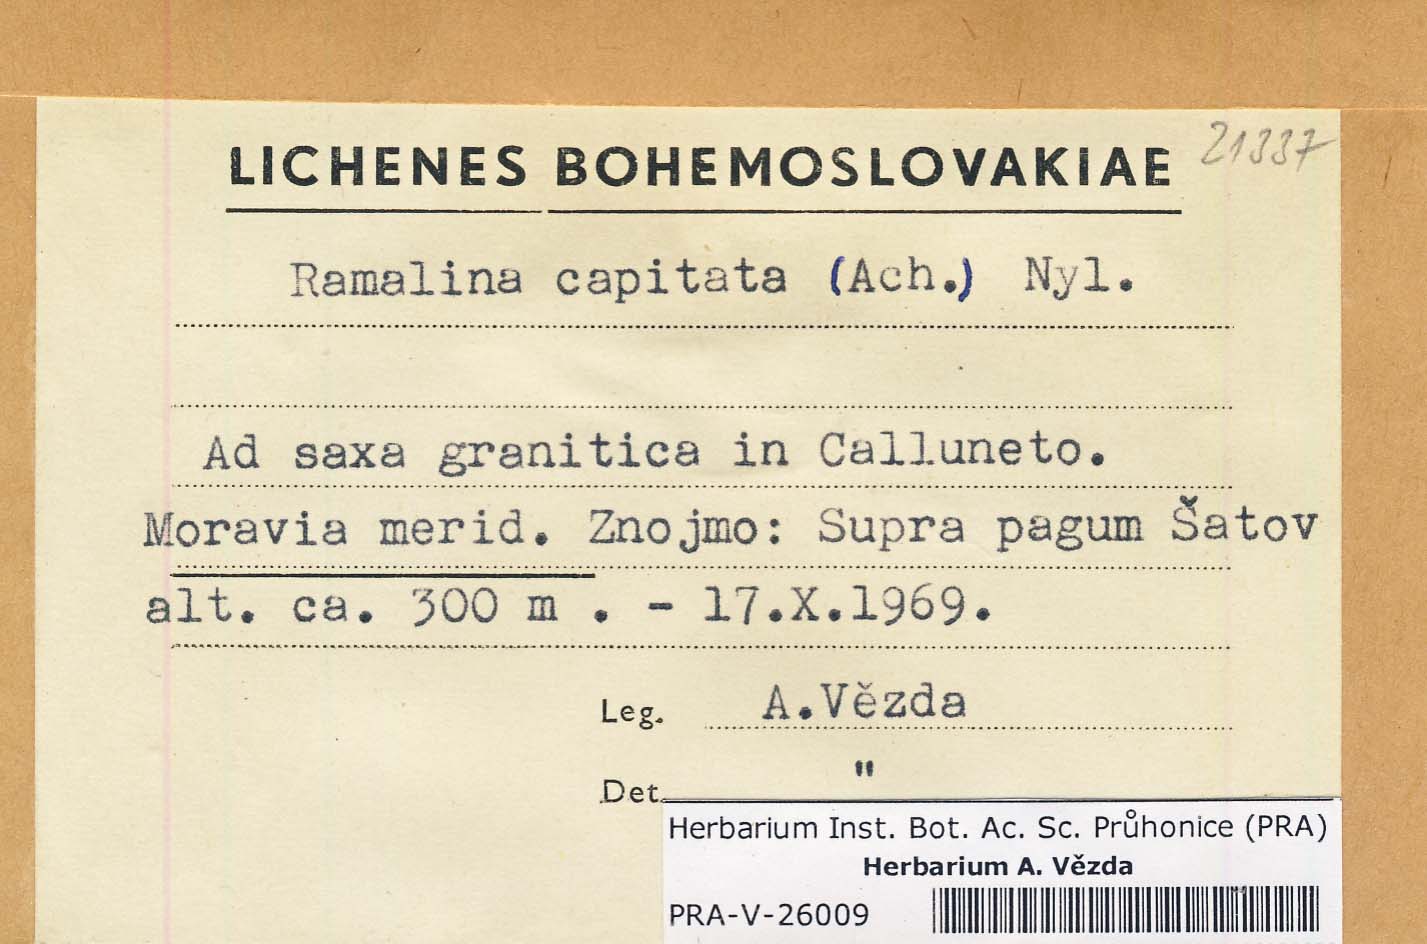 21337
LICHENES BOHEMOSLOVAKIAE
Ramalina capitata (Ach.) Nyl.
Ad saxa granitica in Calluneto.
Moravia merid. Znojmo: Supra pagum Šatov
alt. ca. 300 m . - 17.X.1969.
Leg. A.Vězda
Det. "
Herbarium Inst. Bot. Ac. Sc. Průhonice (PRA)
Herbarium A. Vězda
PRA-V-26009